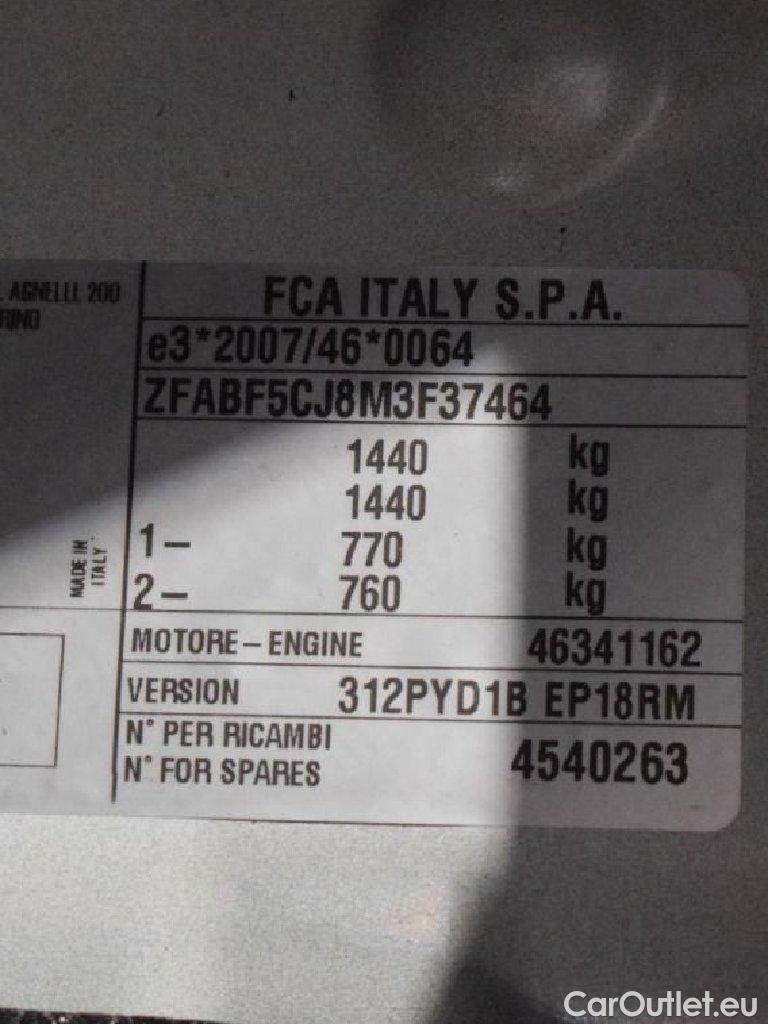 . AGNELLI, 200
RINO
FCA ITALY S.P.A.
e3*2007/46*0064
ZFABF5CJ8M3F37464
1440 kg
1440 kg
1- 770 kg
2- 760 kg
MADE IN
ITALY
MOTORE-ENGINE 46341162
VERSION 312PYD1B EP18RM
N° PER RICAMBI
N° FOR SPARES 4540263
CarOutlet.eu